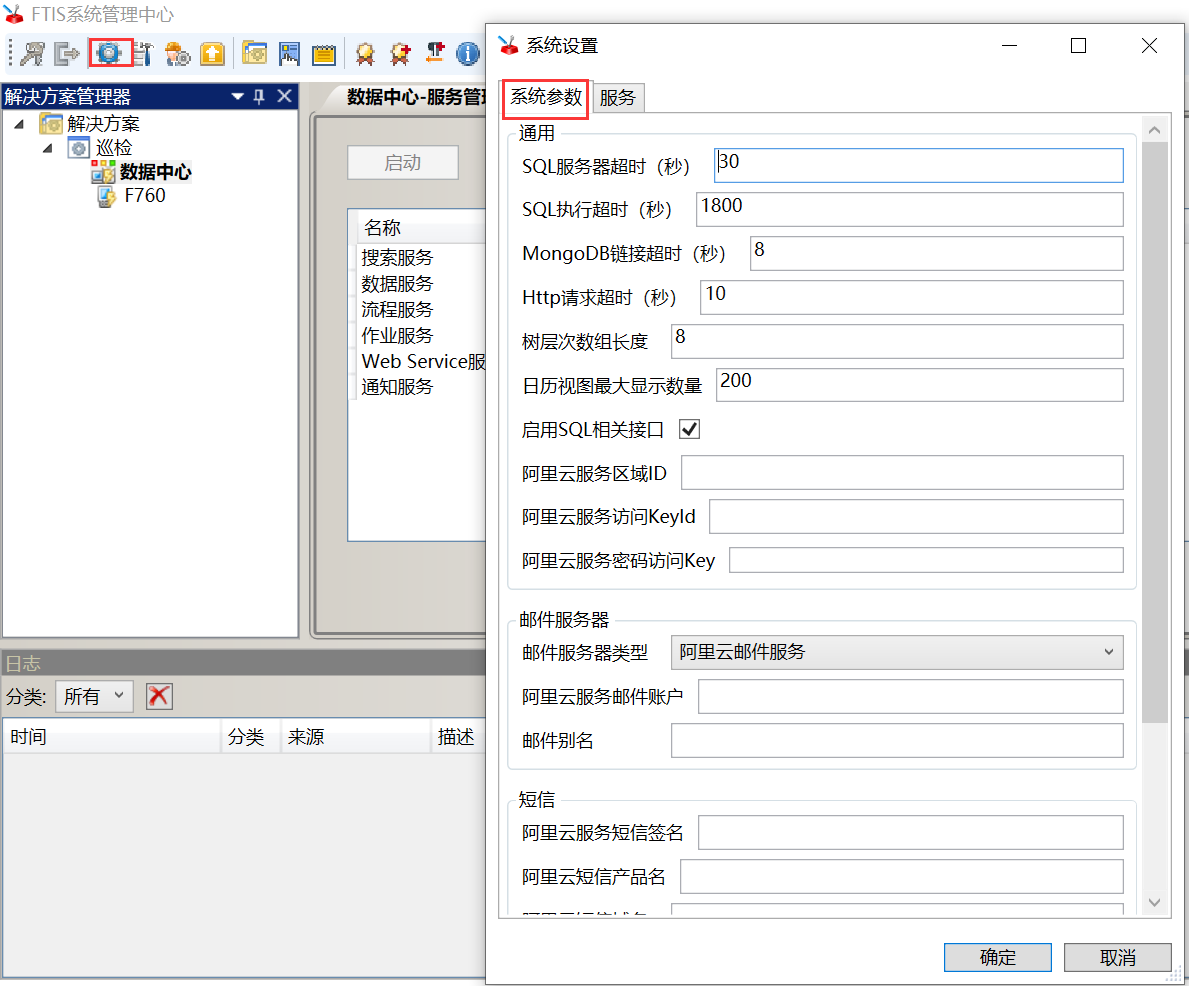 FTIS系统管理中心
解决方案管理器
解决方案
巡检
数据中心
F760
数据中心-服务管
启动
名称
搜索服务
数据服务
流程服务
作业服务
Web Service服
通知服务
日志
分类:
所有
时间
分类
来源
描述
系统设置
系统参数
服务
通用
SQL服务器超时（秒）
30
SQL执行超时（秒）
1800
MongoDB链接超时（秒）
8
Http请求超时（秒）
10
树层次数组长度
8
日历视图最大显示数量
200
启用SQL相关接口
阿里云服务区域ID
阿里云服务访问KeyId
阿里云服务密码访问Key
邮件服务器
邮件服务器类型
阿里云邮件服务
阿里云服务邮件账户
邮件别名
短信
阿里云服务短信签名
阿里云短信产品名
确定
取消